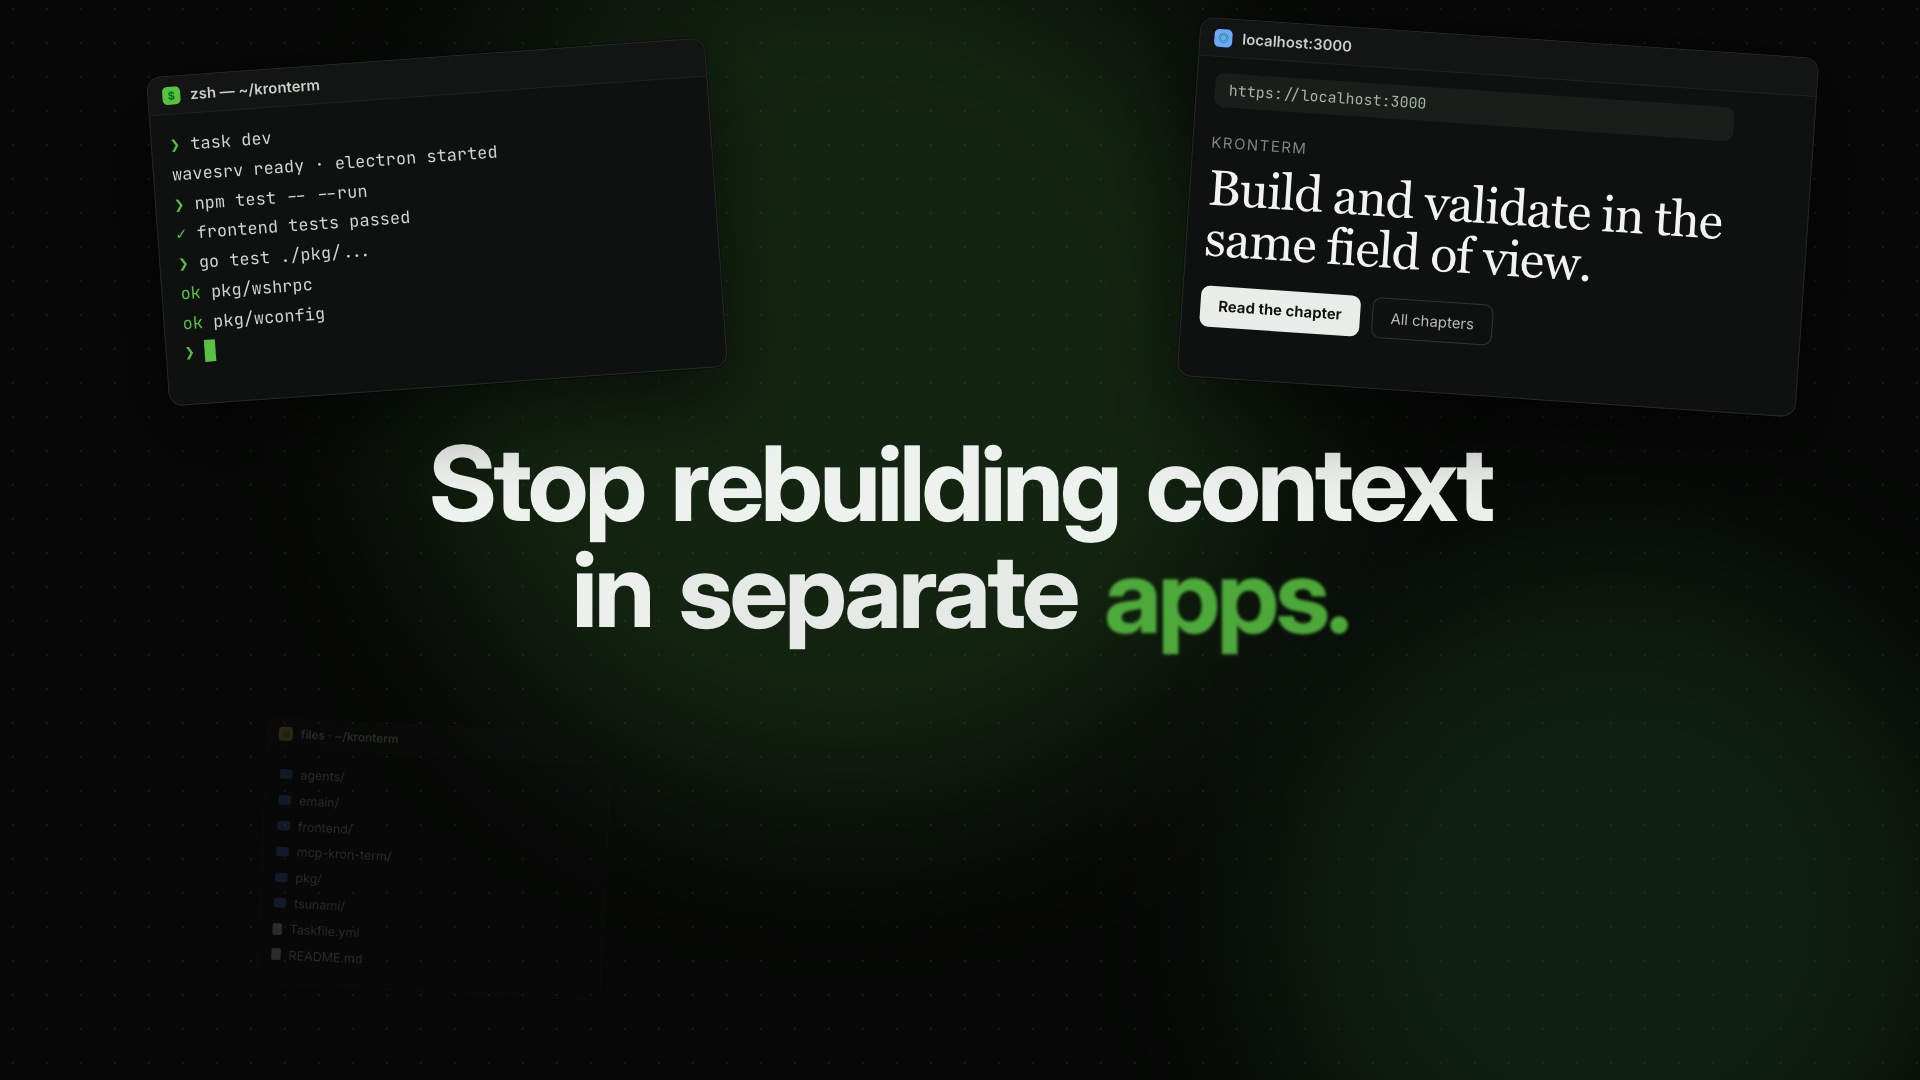 $ zsh — ~/kronterm
❯ task dev
wavesrv ready · electron started
❯ npm test -- --run
✓ frontend tests passed
❯ go test ./pkg/...
ok pkg/wshrpc
ok pkg/wconfig
❯
localhost:3000
https://localhost:3000
KRONTERM
Build and validate in the
same field of view.
Read the chapter
All chapters
Stop rebuilding context
in separate apps.
files · ~/kronterm
agents/
emain/
frontend/
mcp-kron-term/
pkg/
tsunami/
Taskfile.yml
README.md